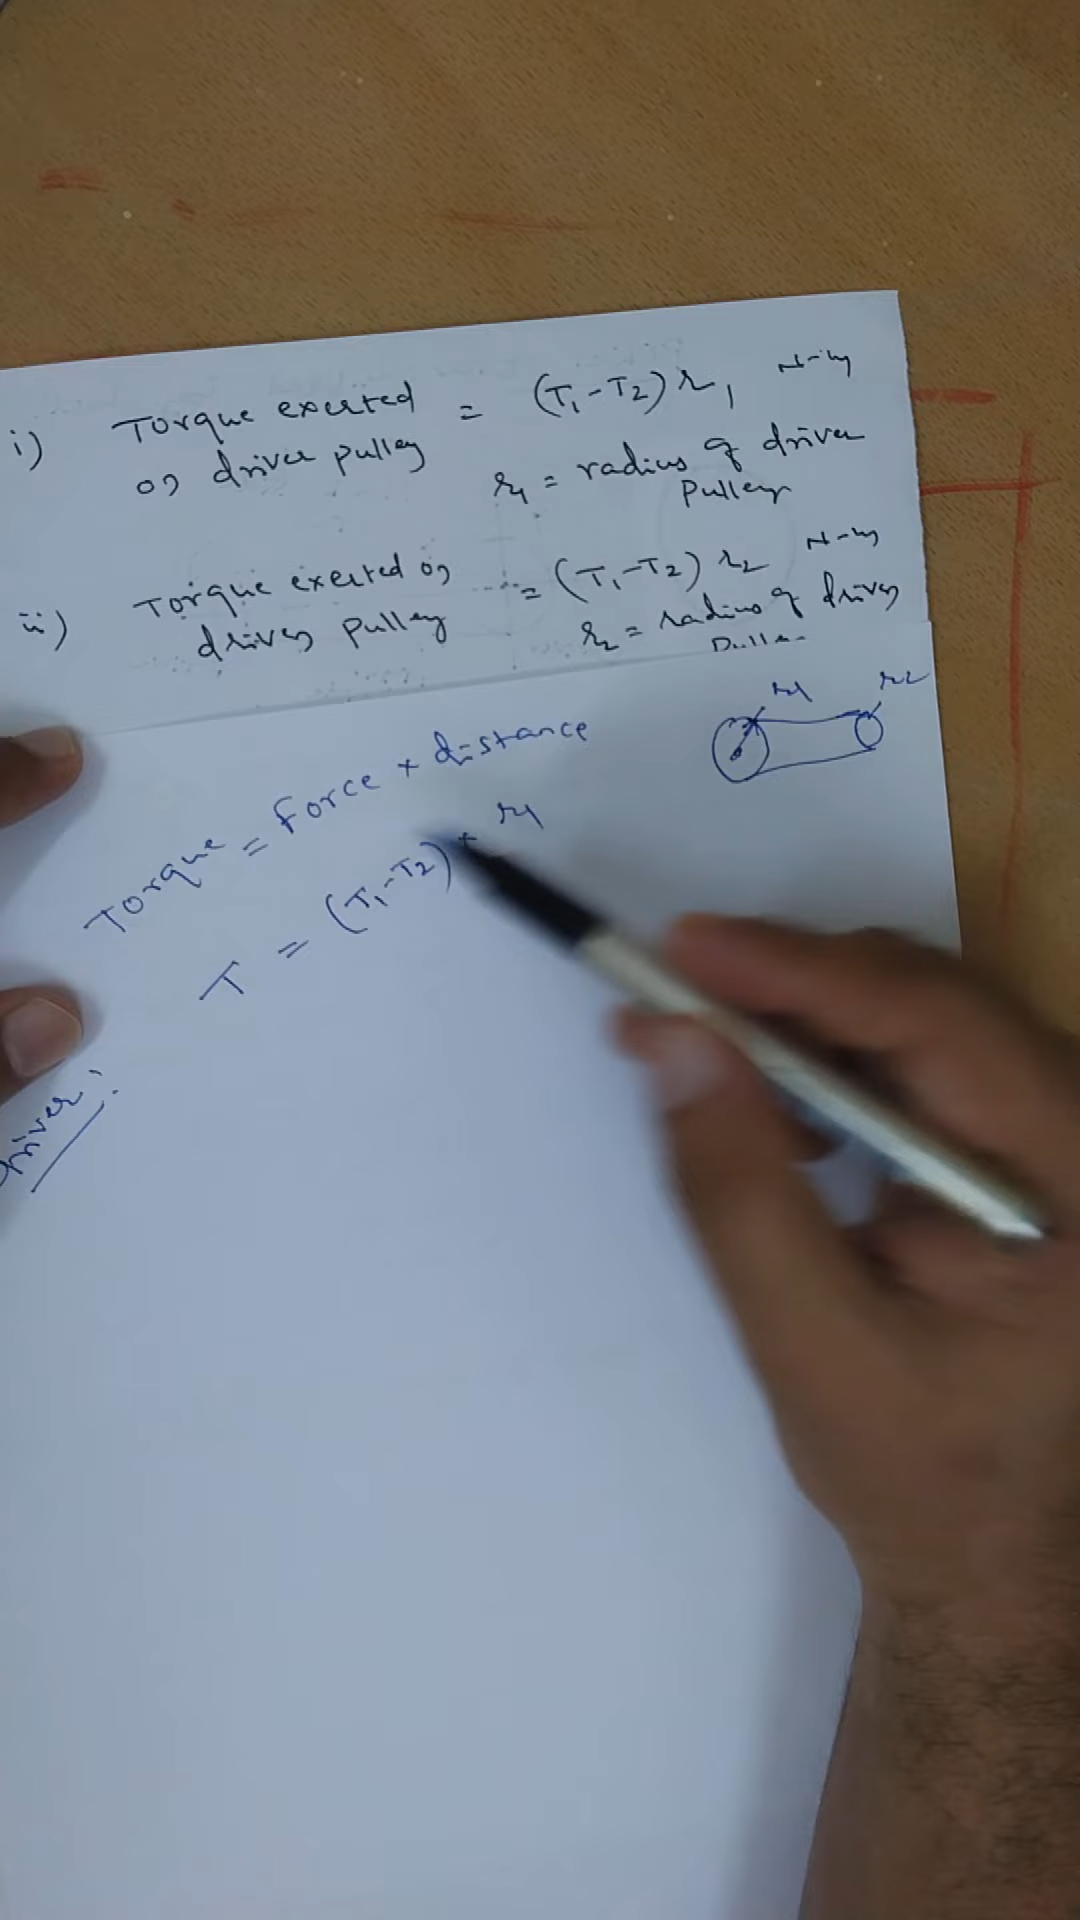 i) Torque exerted = (T₁-T₂) r₁ N-m
on driver pulley
r₁ = radius of driver
pulley
ii) Torque exerted on = (T₁-T₂) r₂ N-m
driven pulley
r₂ = radius of driven
r₁ r₂
Torque = Force × distance
T = (T₁-T₂) × r₁